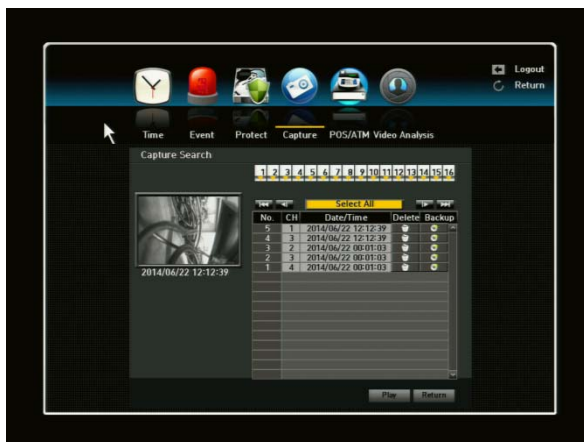 Logout
Return
Time Event Protect Capture POS/ATM Video Analysis
Capture Search
1 2 3 4 5 6 7 8 9 10 11 12 13 14 15 16
Select All
No. CH Date/Time Delete Backup
5 1 2014/06/22 12:12:39
4 3 2014/06/22 12:12:39
3 2 2014/06/22 00:01:03
2 3 2014/06/22 00:01:03
1 4 2014/06/22 00:01:03
2014/06/22 12:12:39
Play Return